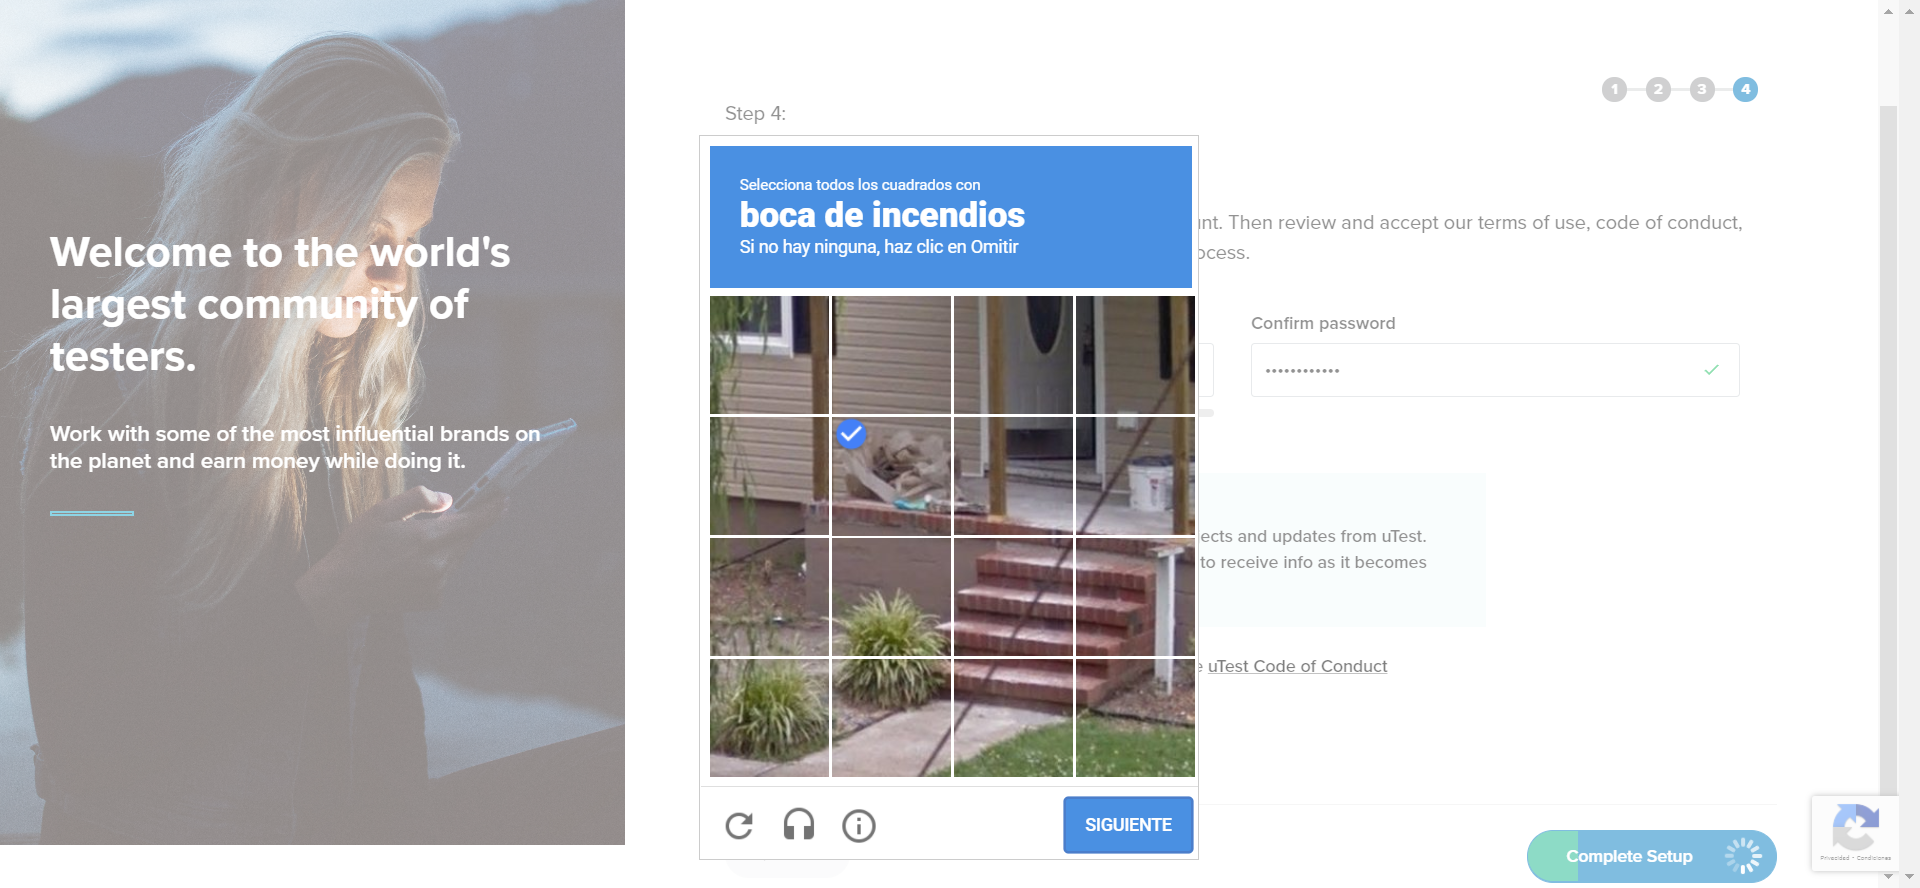 Welcome to the world's
largest community of
testers.
Work with some of the most influential brands on
the planet and earn money while doing it.
1 2 3 4
Step 4:
Selecciona todos los cuadrados con
boca de incendios
Si no hay ninguna, haz clic en Omitir
nt. Then review and accept our terms of use, code of conduct,
ocess.
Confirm password
ects and updates from uTest.
to receive info as it becomes
e uTest Code of Conduct
SIGUIENTE
Complete Setup
Privacidad - Condiciones